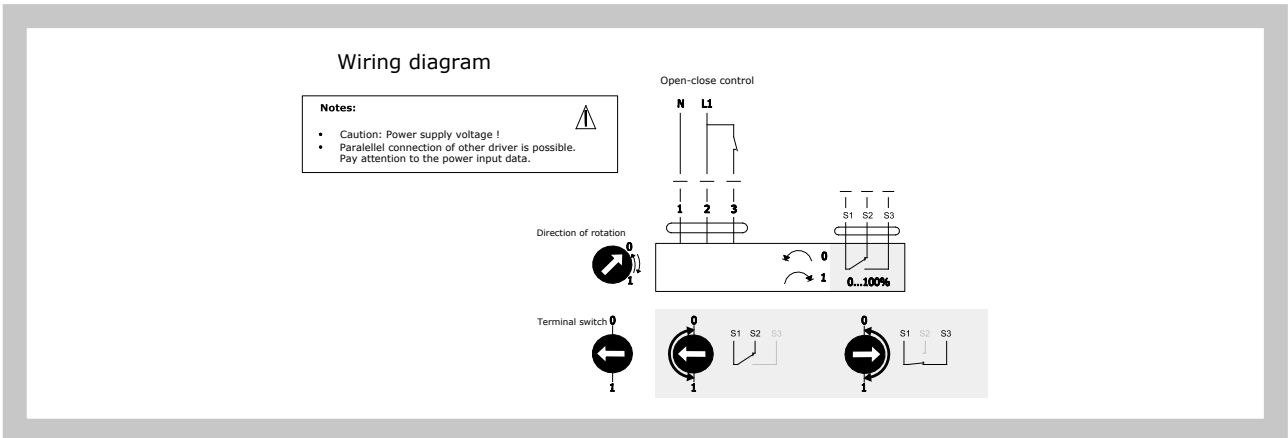 Wiring diagram
Open-close control
Notes:
• Caution: Power supply voltage !
• Paralellel connection of other driver is possible.
Pay attention to the power input data.
N L1
1 2 3
S1 S2 S3
Direction of rotation
0
1
0
1
0...100%
Terminal switch
0
1
0
1
S1 S2 S3
0
1
S1 S2 S3